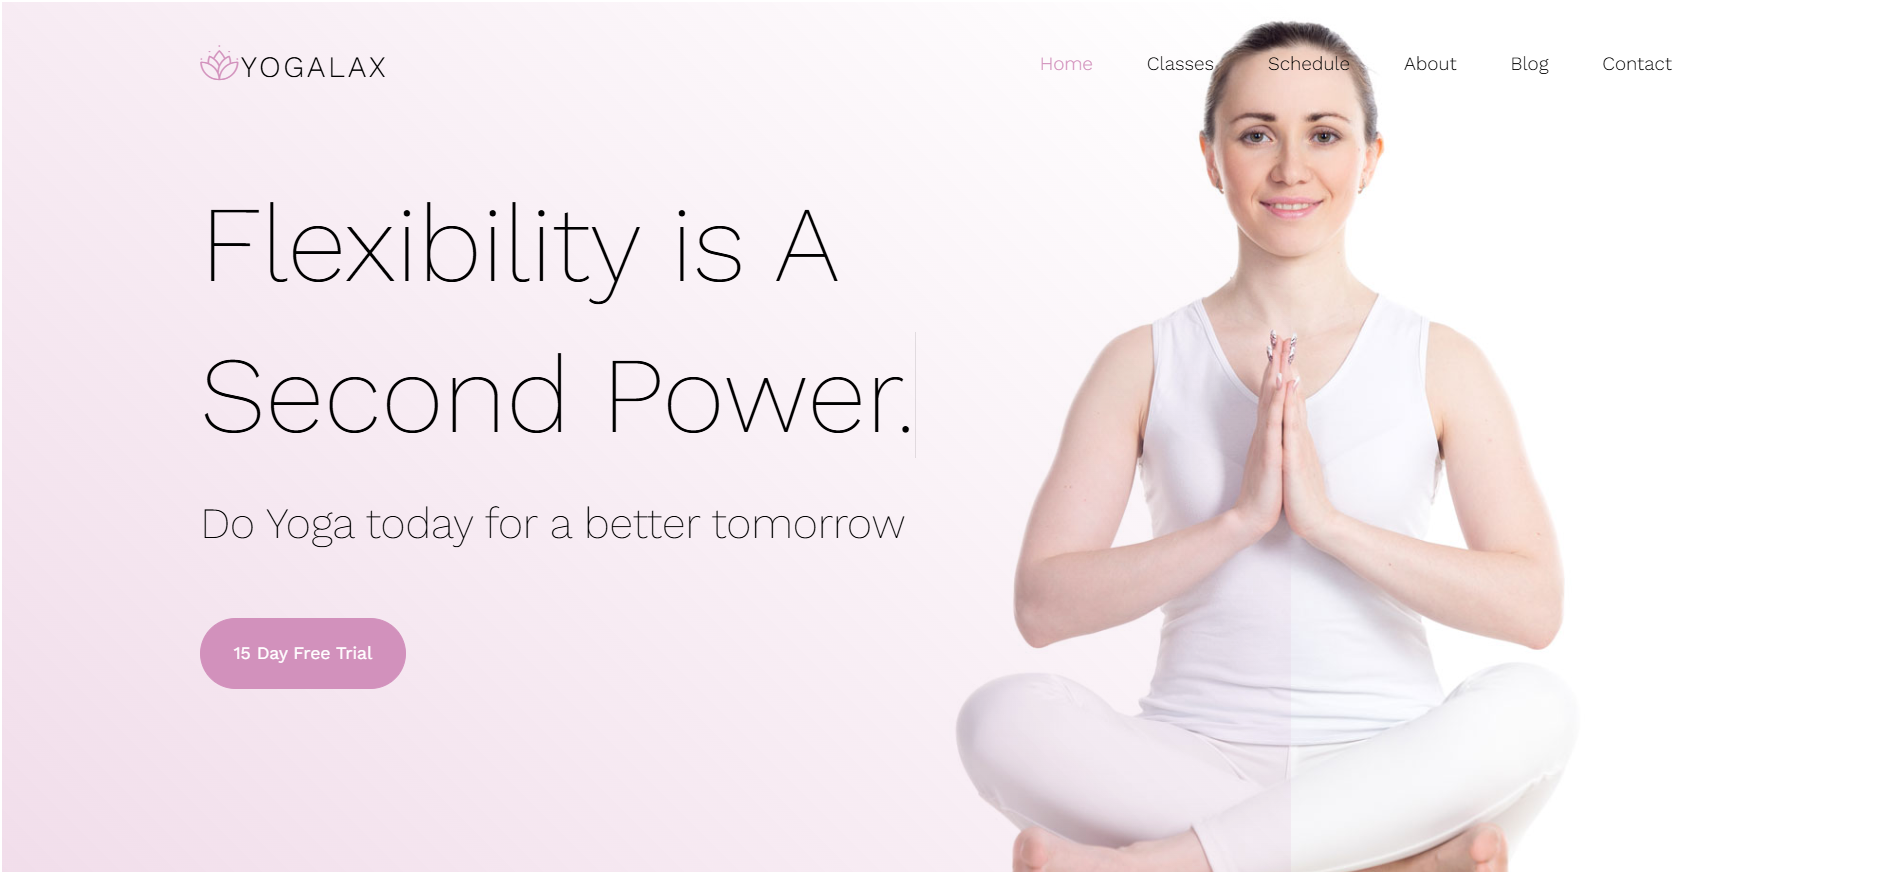 YOGALAX
Home Classes Schedule About Blog Contact
Flexibility is A
Second Power.
Do Yoga today for a better tomorrow
15 Day Free Trial